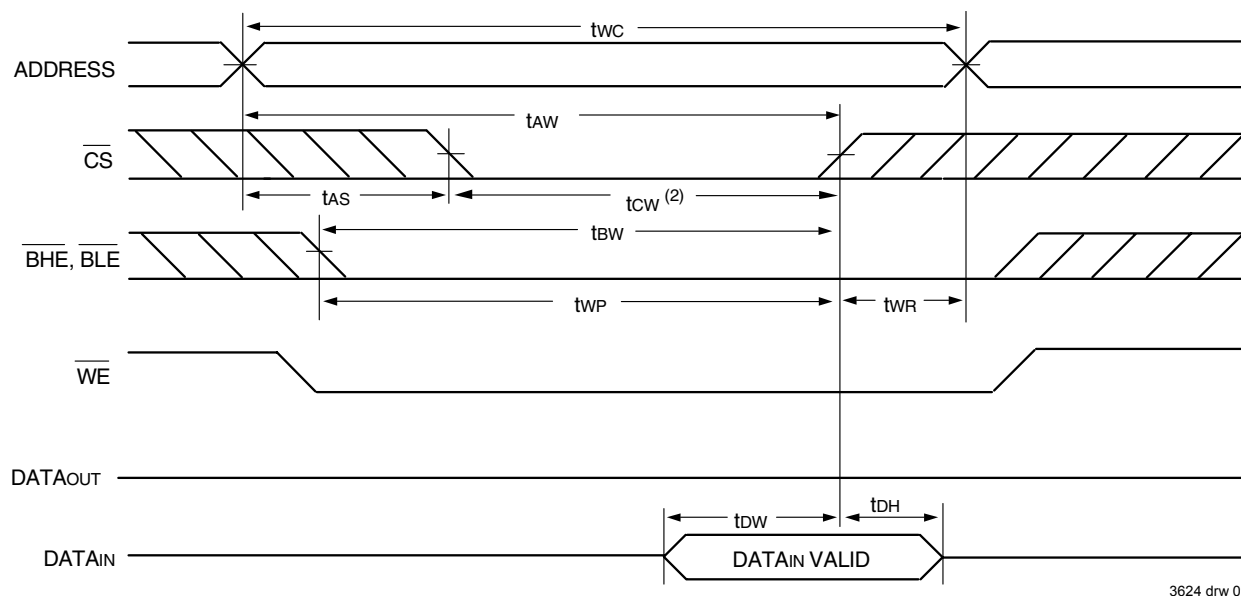 tWC
ADDRESS
tAW
CS
tAS
tCW (2)
tBW
BHE, BLE
tWP
tWR
WE
DATAOUT
tDW
tDH
DATAIN
DATAIN VALID
3624 drw 0